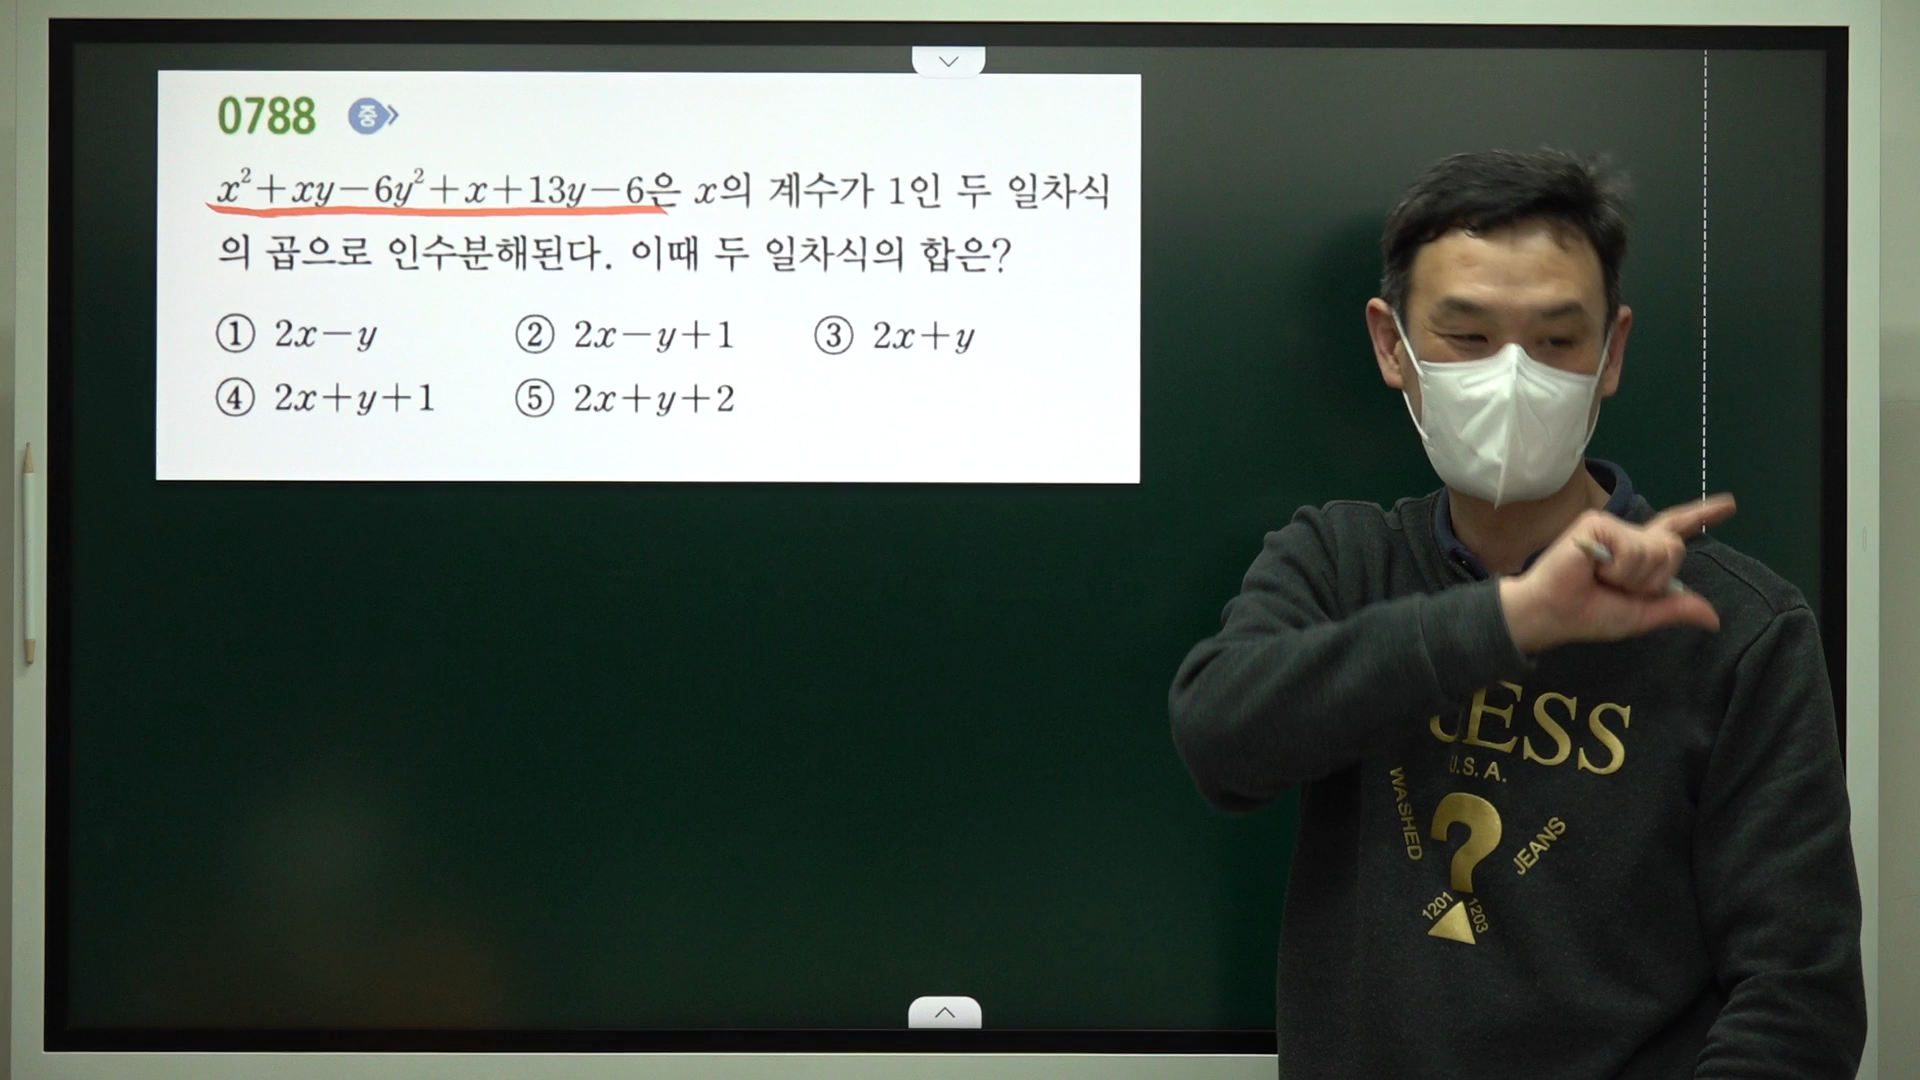 0788 중
x²+xy−6y²+x+13y−6은 x의 계수가 1인 두 일차식
의 곱으로 인수분해된다. 이때 두 일차식의 합은?
① 2x−y ② 2x−y+1 ③ 2x+y
④ 2x+y+1 ⑤ 2x+y+2
ESS
U.S.A.
WASHED
?
JEANS
1201 1203